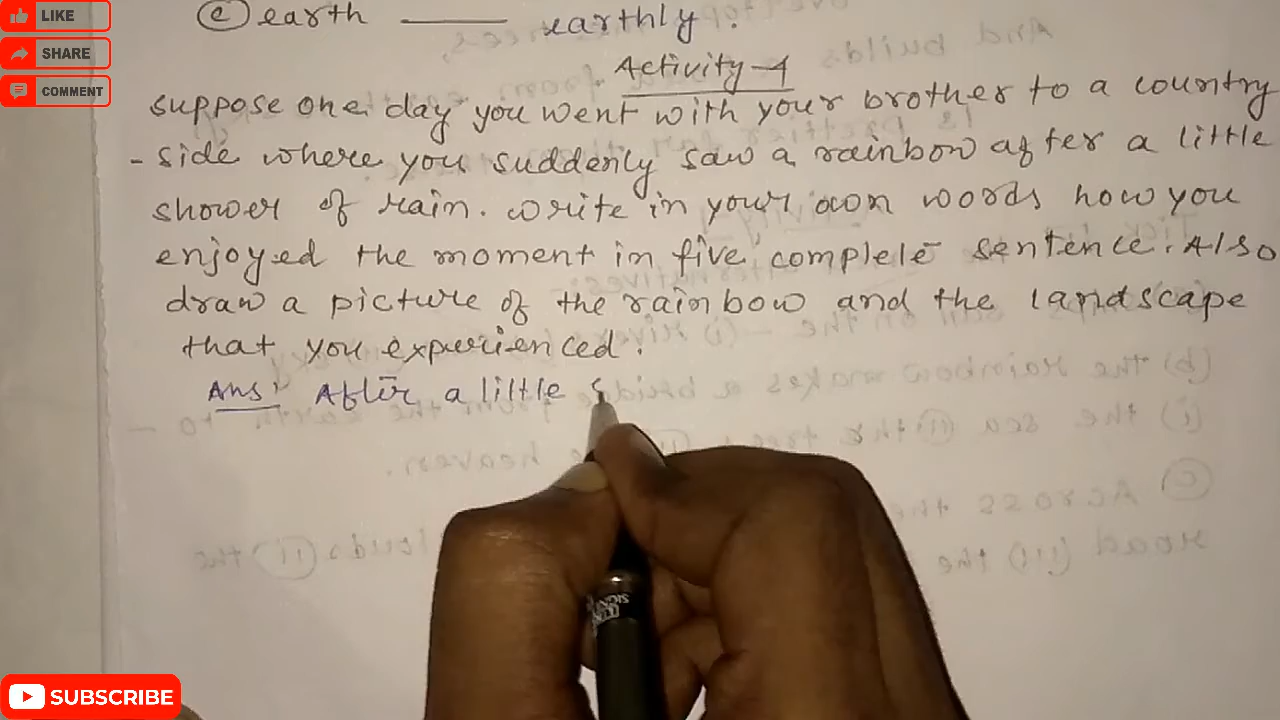 LIKE
SHARE
COMMENT
(c) earth ——— earthly.
Activity-4
suppose one day you went with your brother to a country
-side where you suddenly saw a rainbow after a little
shower of rain. write in your own words how you
enjoyed the moment in five complete sentence. Also
draw a picture of the rainbow and the landscape
that you experienced.
Ans:- After a little s
SUBSCRIBE